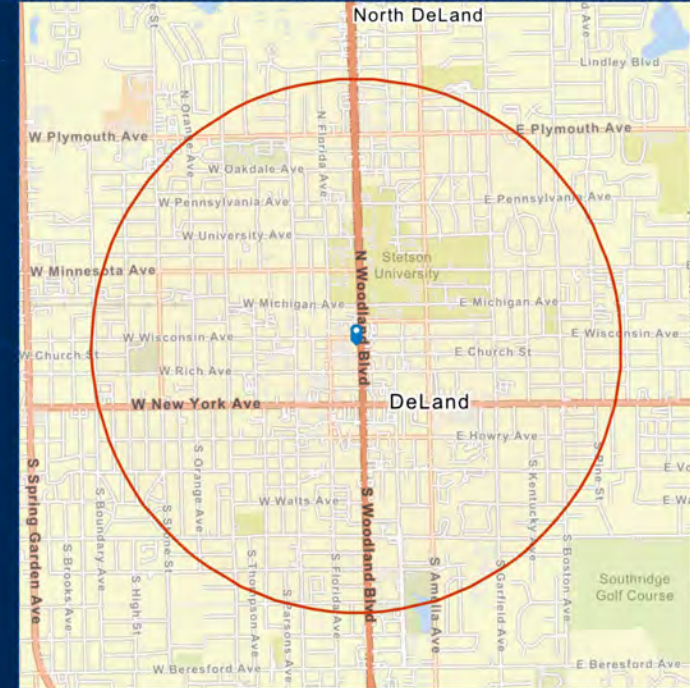 North DeLand
Lindley Blvd
W Plymouth Ave
E Plymouth Ave
N Orange Ave
N Florida Ave
W Oakdale Ave
W Pennsylvania Ave
E Pennsylvania Ave
W University Ave
Stetson
University
W Minnesota Ave
N Woodland Blvd
W Michigan Ave
E Michigan Ave
W Wisconsin Ave
E Wisconsin Ave
W Church St
E Church St
W Rich Ave
W New York Ave
DeLand
E Howry Ave
S Spring Garden Ave
S Orange Ave
S Boundary Ave
S Stone St
W Walts Ave
S Woodland Blvd
S Kentucky Ave
S Pine St
S Brooks Ave
S High St
S Thompson Ave
S Parsons Ave
S Florida Ave
S Amelia Ave
S Garfield Ave
S Boston Ave
Southridge
Golf Course
W Beresford Ave
E Beresford Ave